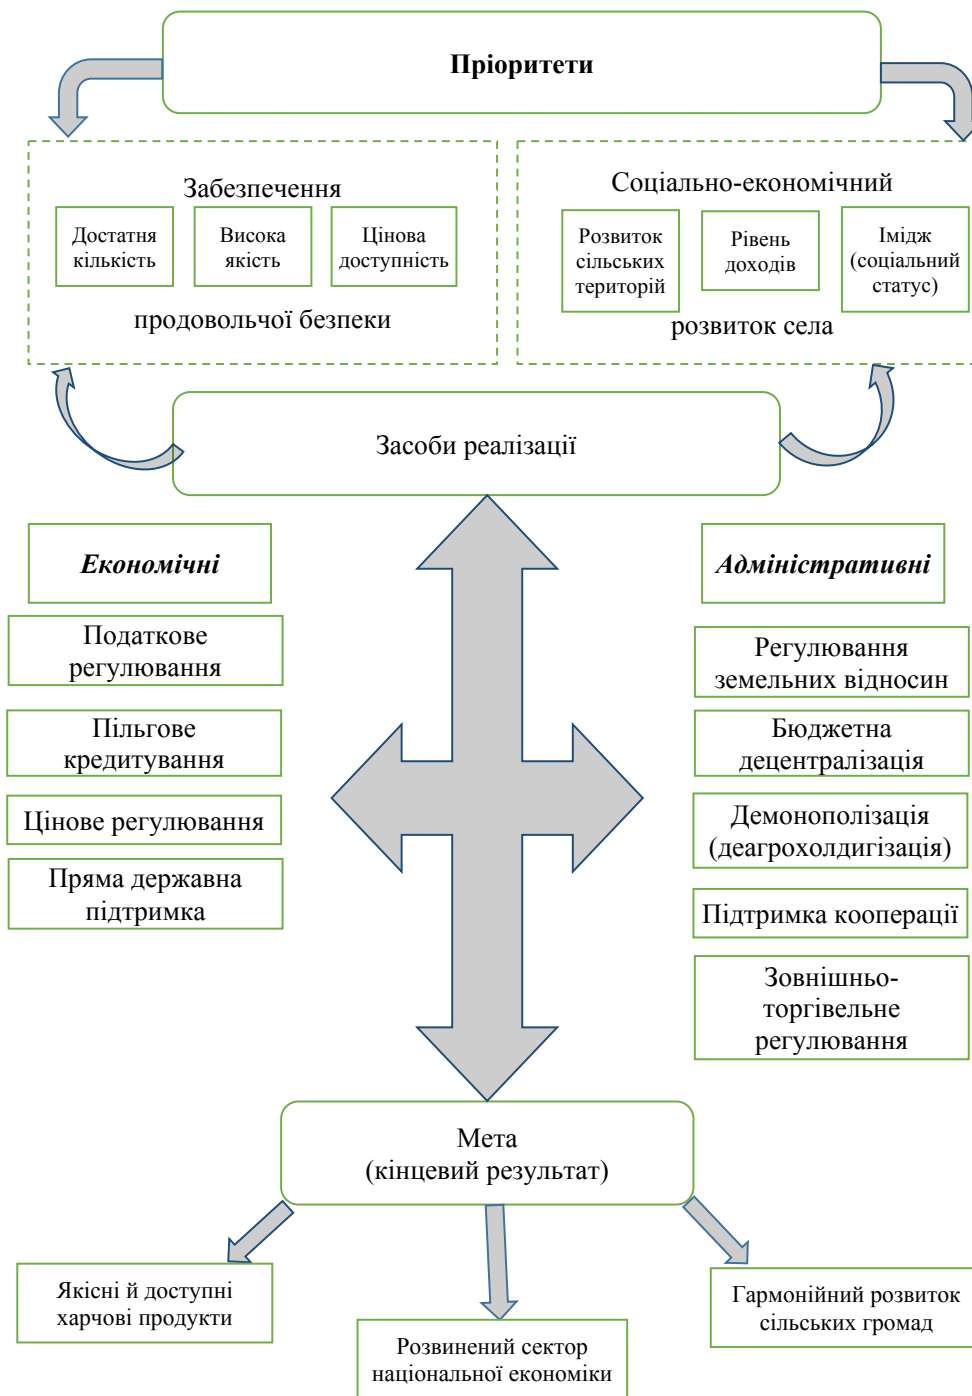 Пріоритети
Забезпечення
Достатня
кількість
Висока
якість
Цінова
доступність
продовольчої безпеки
Соціально-економічний
Розвиток
сільських
територій
Рівень
доходів
Імідж
(соціальний
статус)
розвиток села
Засоби реалізації
Економічні
Податкове
регулювання
Пільгове
кредитування
Цінове регулювання
Пряма державна
підтримка
Адміністративні
Регулювання
земельних відносин
Бюджетна
децентралізація
Демонополізація
(деагрохолдигізація)
Підтримка кооперації
Зовнішньо-
торгівельне
регулювання
Мета
(кінцевий результат)
Якісні й доступні
харчові продукти
Розвинений сектор
національної економіки
Гармонійний розвиток
сільських громад